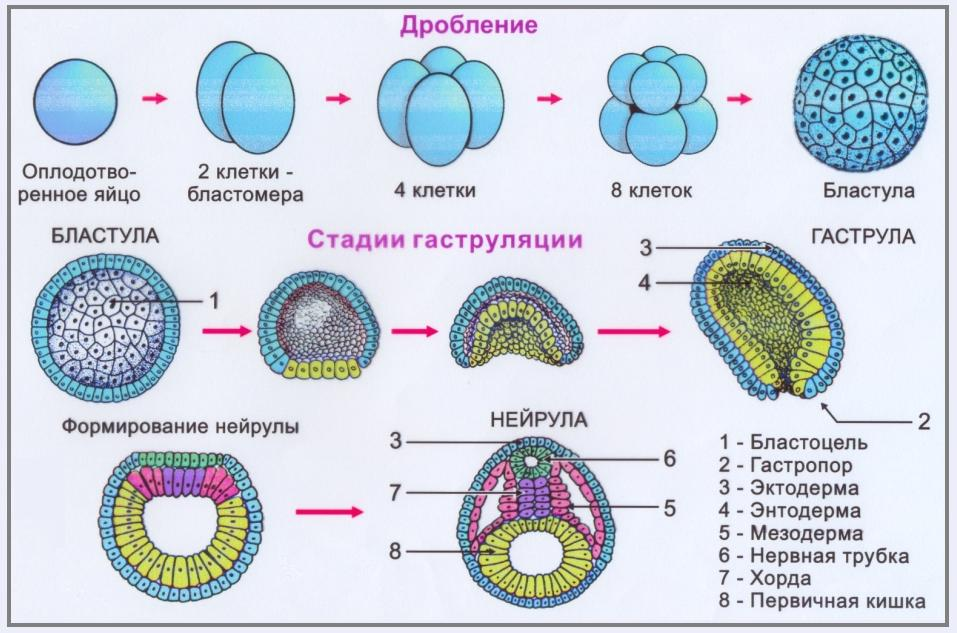 Дробление
Оплодотво-
ренное яйцо
2 клетки -
бластомера
4 клетки
8 клеток
Бластула
БЛАСТУЛА
Стадии гаструляции
ГАСТРУЛА
1
3
4
2
Формирование нейрулы
НЕЙРУЛА
3
7
8
6
5
1 - Бластоцель
2 - Гастропор
3 - Эктодерма
4 - Энтодерма
5 - Мезодерма
6 - Нервная трубка
7 - Хорда
8 - Первичная кишка